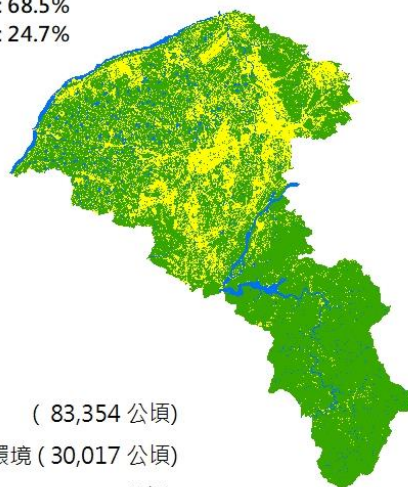 : 68.5%
: 24.7%
( 83,354 公頃)
環境 ( 30,017 公頃)